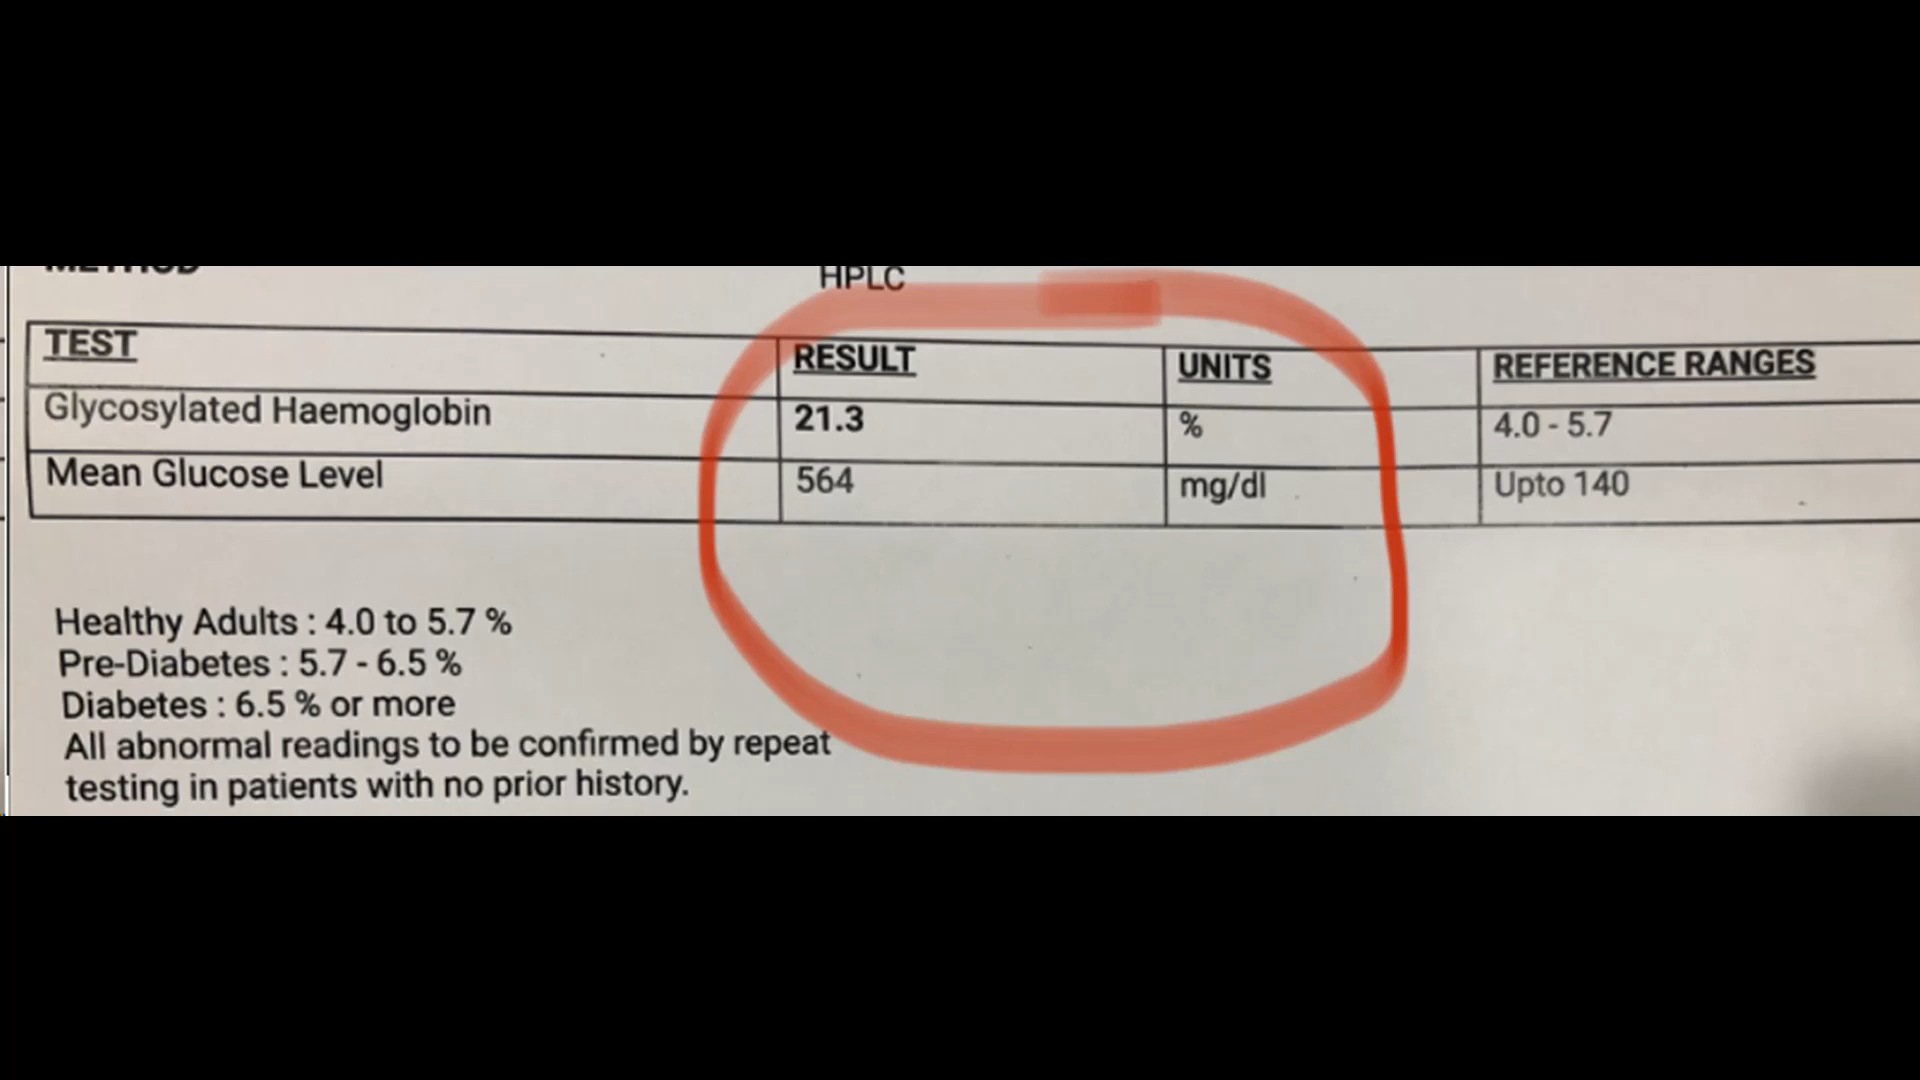 METHOD HPLC
TEST RESULT UNITS REFERENCE RANGES
Glycosylated Haemoglobin 21.3 % 4.0 - 5.7
Mean Glucose Level 564 mg/dl Upto 140
Healthy Adults : 4.0 to 5.7 %
Pre-Diabetes : 5.7 - 6.5 %
Diabetes : 6.5 % or more
All abnormal readings to be confirmed by repeat
testing in patients with no prior history.